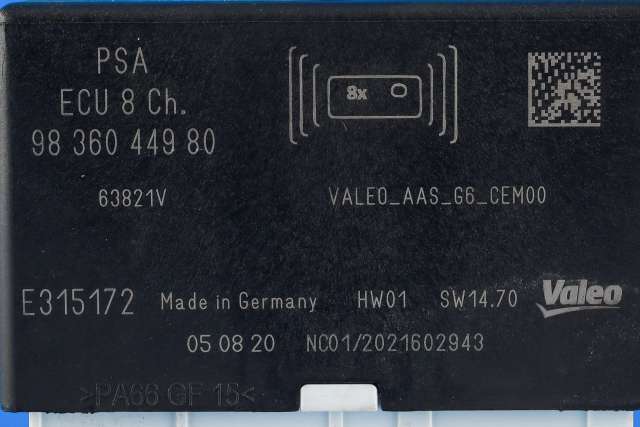 PSA
ECU 8 Ch.
98 360 449 80
8x
63821V
VALEO_AAS_G6_CEM00
E315172 Made in Germany HW01 SW14.70 Valeo
05 08 20 NC01/2021602943
>PA66 GF 15<